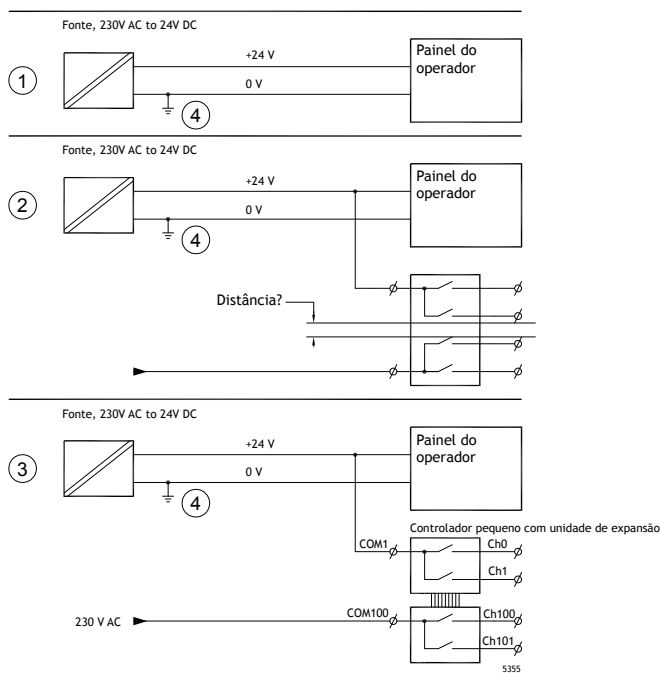 Fonte, 230V AC to 24V DC
+24 V
Painel do
operador
1
0 V
4
Fonte, 230V AC to 24V DC
+24 V
Painel do
operador
2
0 V
4
Distância?
Fonte, 230V AC to 24V DC
+24 V
Painel do
operador
3
0 V
4
Controlador pequeno com unidade de expansão
COM1
Ch0
Ch1
230 V AC
COM100
Ch100
Ch101
5355